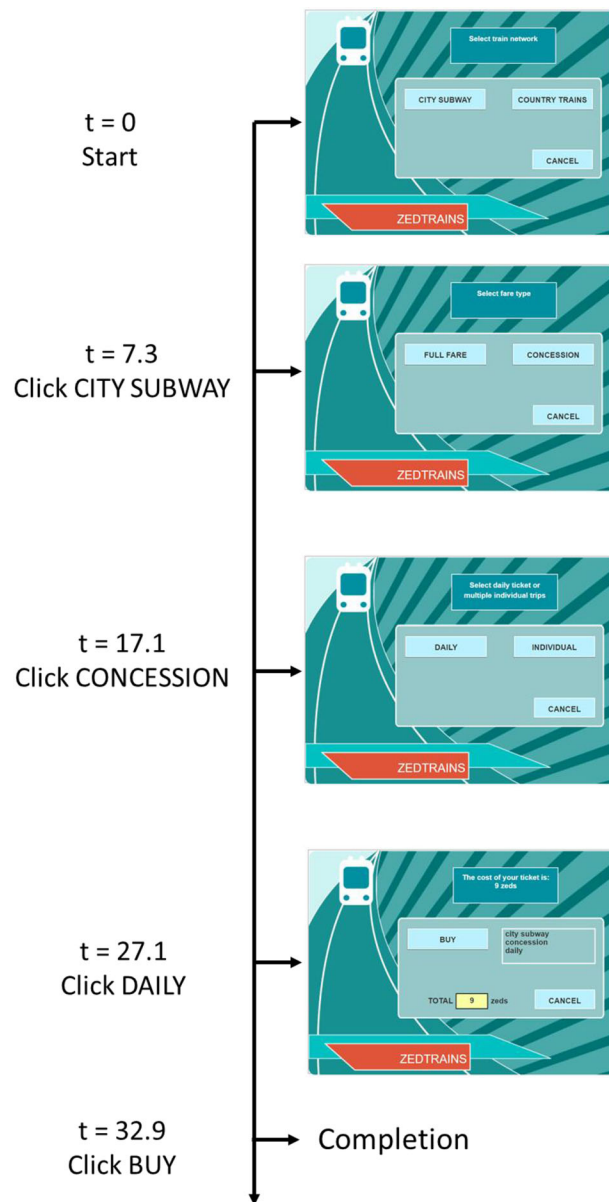 t = 0
Start
Select train network
CITY SUBWAY
COUNTRY TRAINS
CANCEL
ZEDTRAINS
t = 7.3
Click CITY SUBWAY
Select fare type
FULL FARE
CONCESSION
CANCEL
ZEDTRAINS
t = 17.1
Click CONCESSION
Select daily ticket or
multiple individual trips
DAILY
INDIVIDUAL
CANCEL
ZEDTRAINS
t = 27.1
Click DAILY
The cost of your ticket is:
9 zeds
BUY
city subway
concession
daily
TOTAL 9 zeds
CANCEL
ZEDTRAINS
t = 32.9
Click BUY
Completion